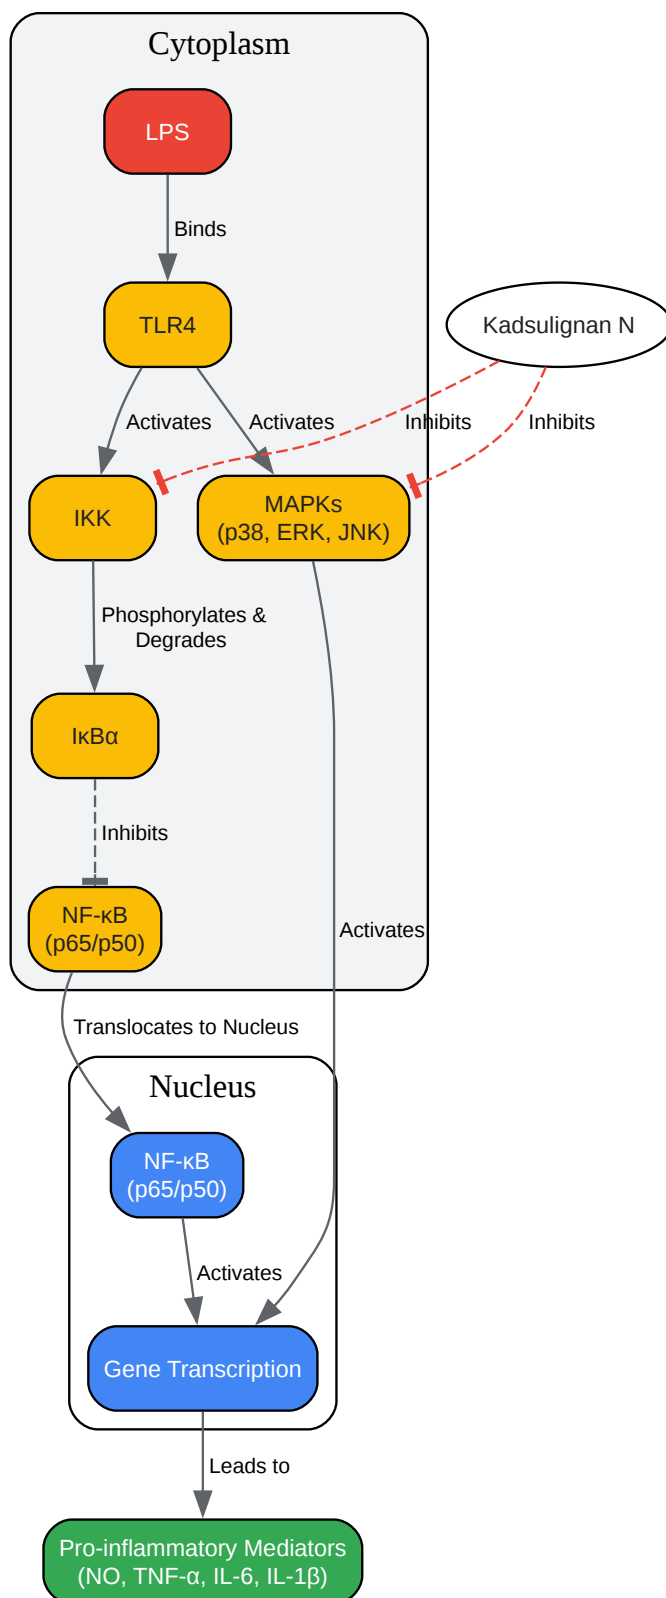 Cytoplasm
LPS
Binds
TLR4
Kadsulignan N
Activates
Activates
Inhibits
Inhibits
IKK
MAPKs
(p38, ERK, JNK)
Phosphorylates &
Degrades
IκBα
Inhibits
NF-κB
(p65/p50)
Activates
Translocates to Nucleus
Nucleus
NF-κB
(p65/p50)
Activates
Gene Transcription
Leads to
Pro-inflammatory Mediators
(NO, TNF-α, IL-6, IL-1β)